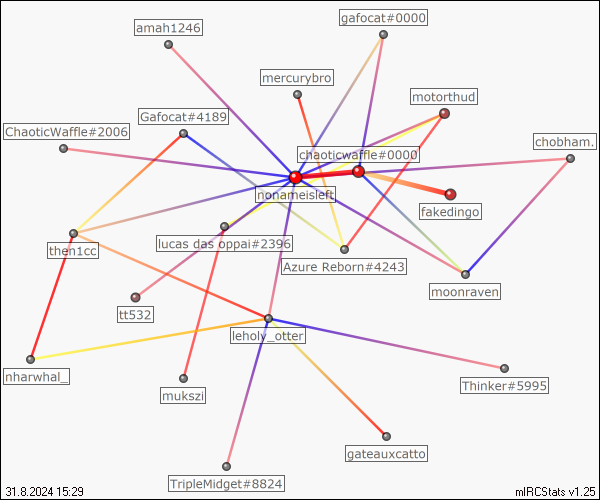 gafocat#0000
amah1246
mercurybro
motorthud
Gafocat#4189
ChaoticWaffle#2006
chobham.
chaoticwaffle#0000
nonameisleft
fakedingo
lucas das oppai#2396
then1cc
Azure Reborn#4243
moonraven
tt532
leholy_otter
nharwhal_
Thinker#5995
mukszi
gateauxcatto
TripleMidget#8824
31.8.2024 15:29
mIRCStats v1.25